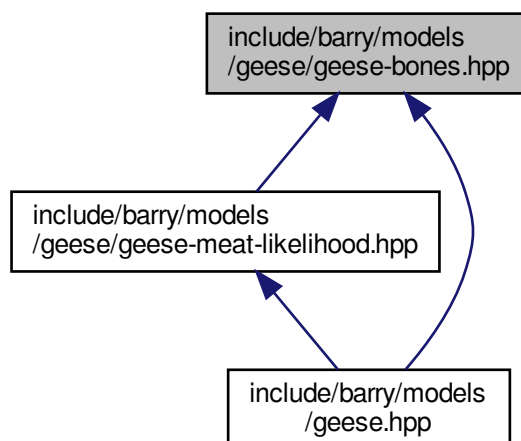 include/barry/models
/geese/geese-bones.hpp
include/barry/models
/geese/geese-meat-likelihood.hpp
include/barry/models
/geese.hpp